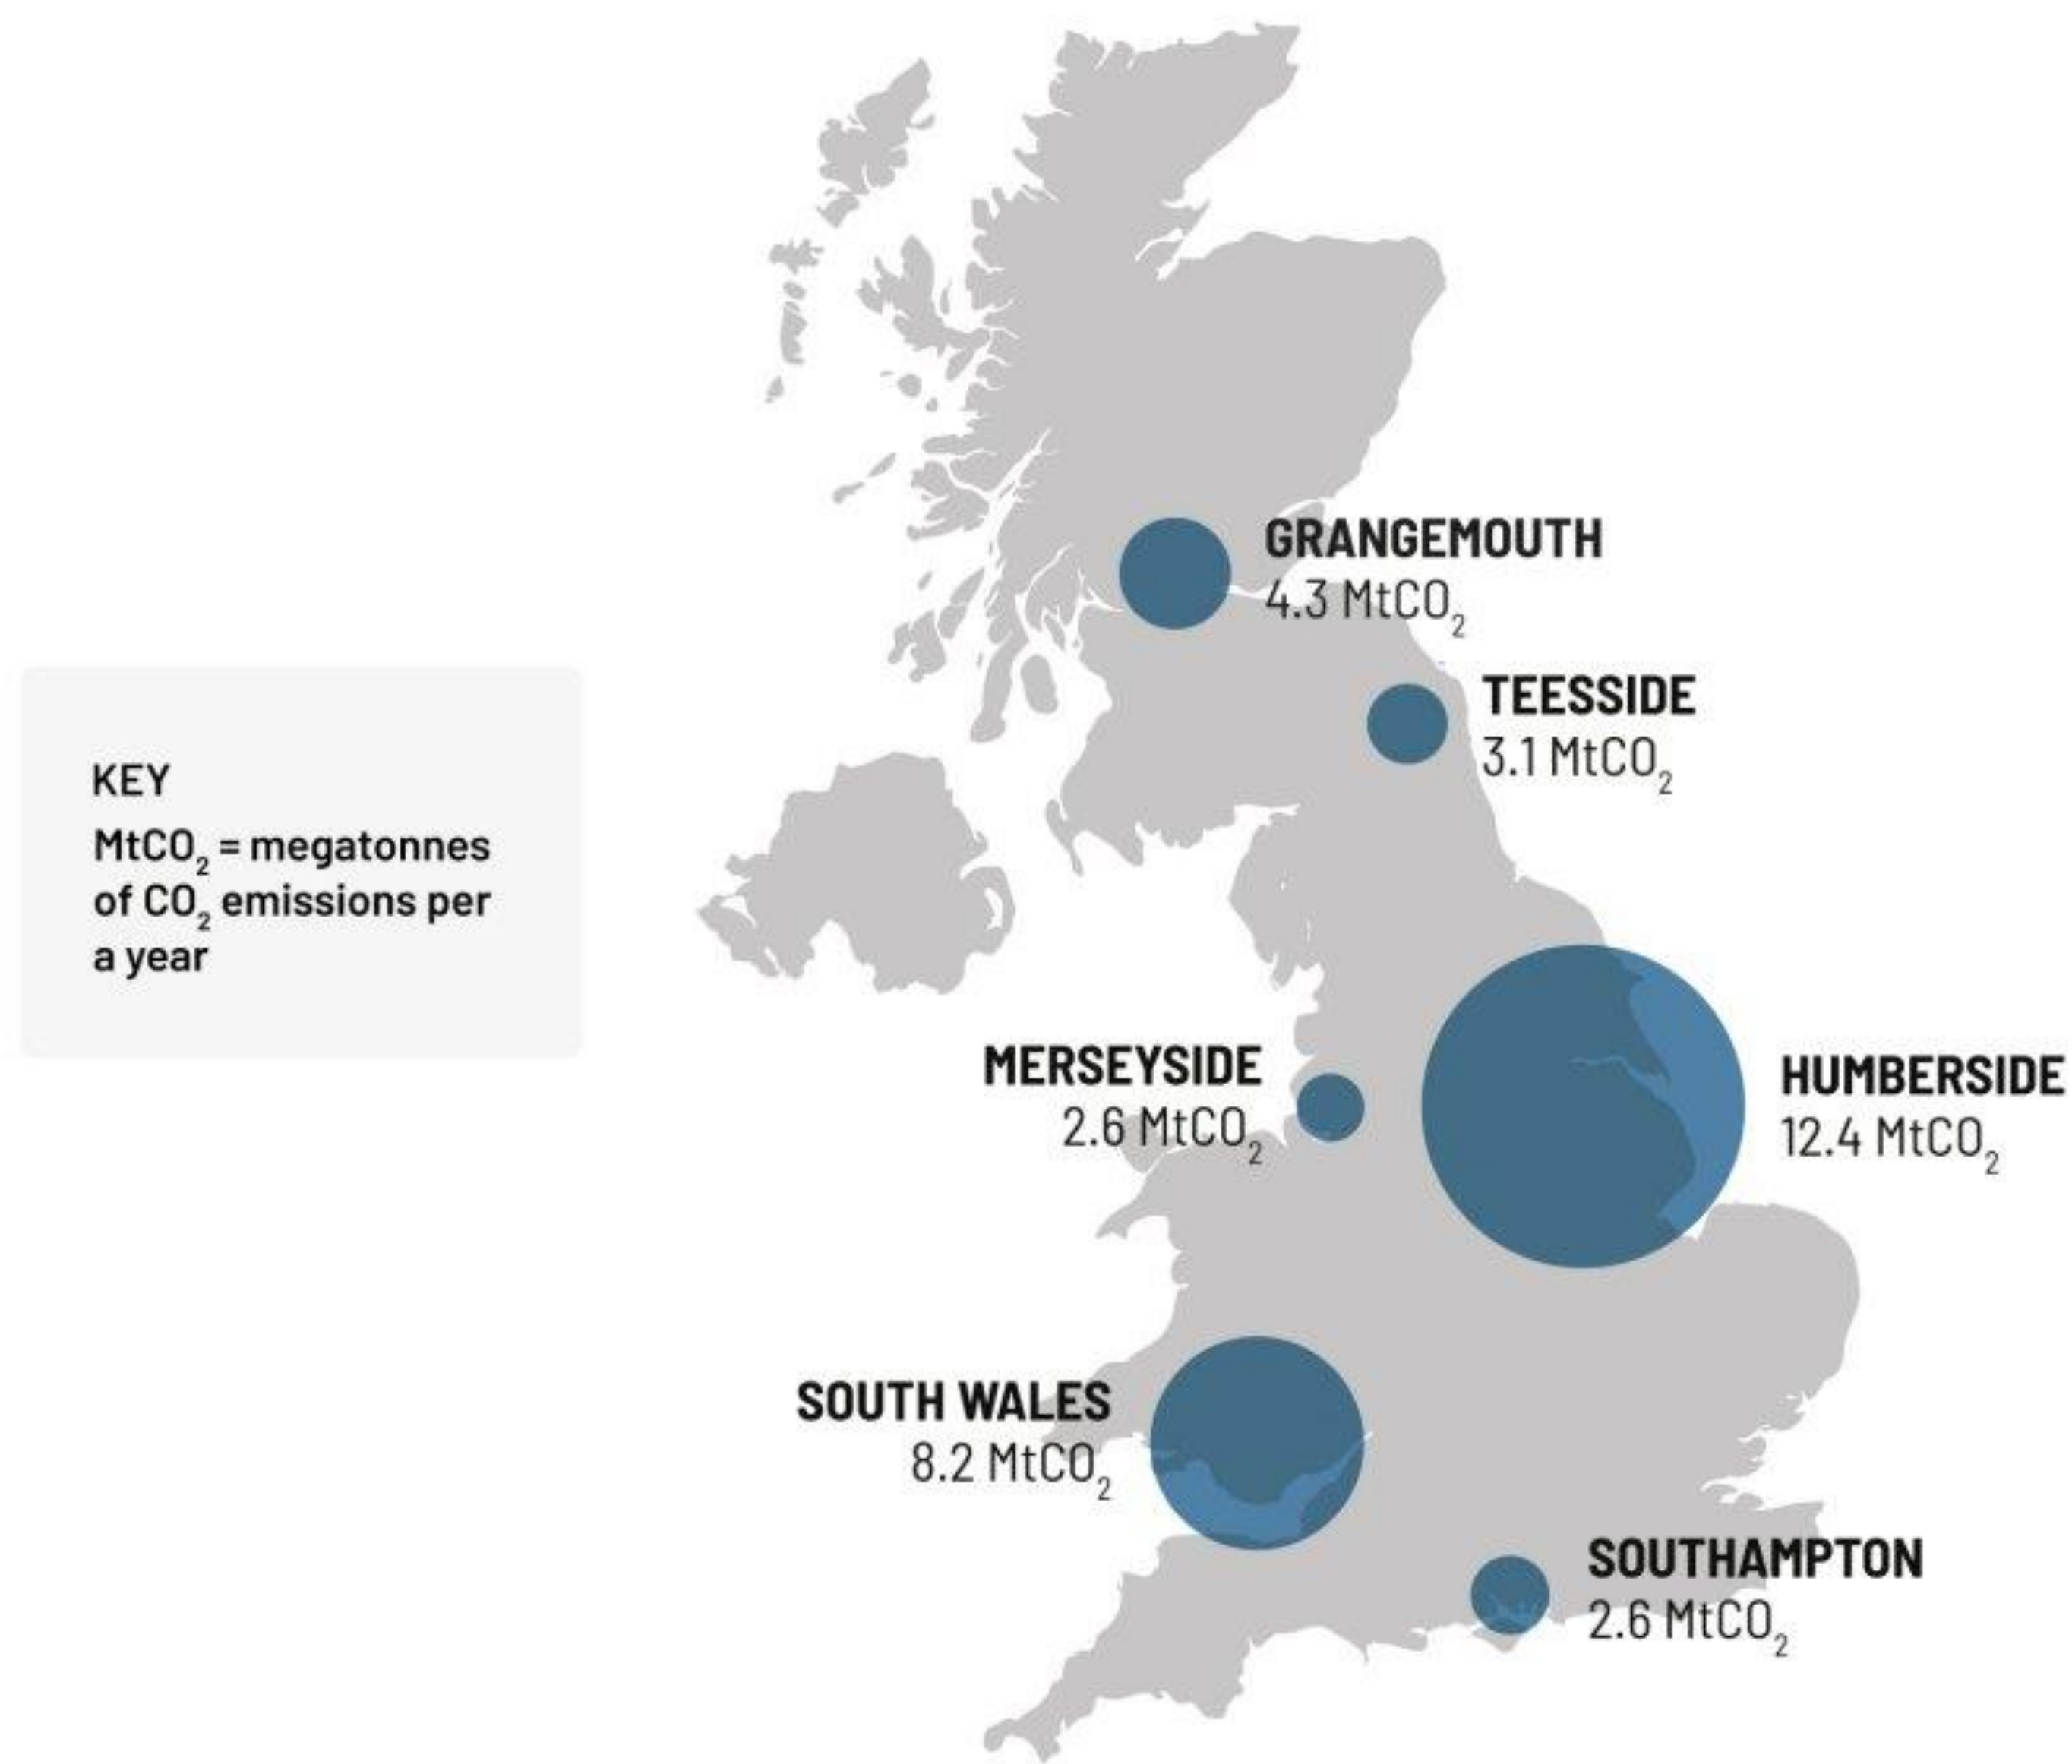 GRANGEMOUTH
4.3 MtCO₂
TEESSIDE
3.1 MtCO₂
KEY
MtCO₂ = megatonnes
of CO₂ emissions per
a year
MERSEYSIDE
2.6 MtCO₂
HUMBERSIDE
12.4 MtCO₂
SOUTH WALES
8.2 MtCO₂
SOUTHAMPTON
2.6 MtCO₂